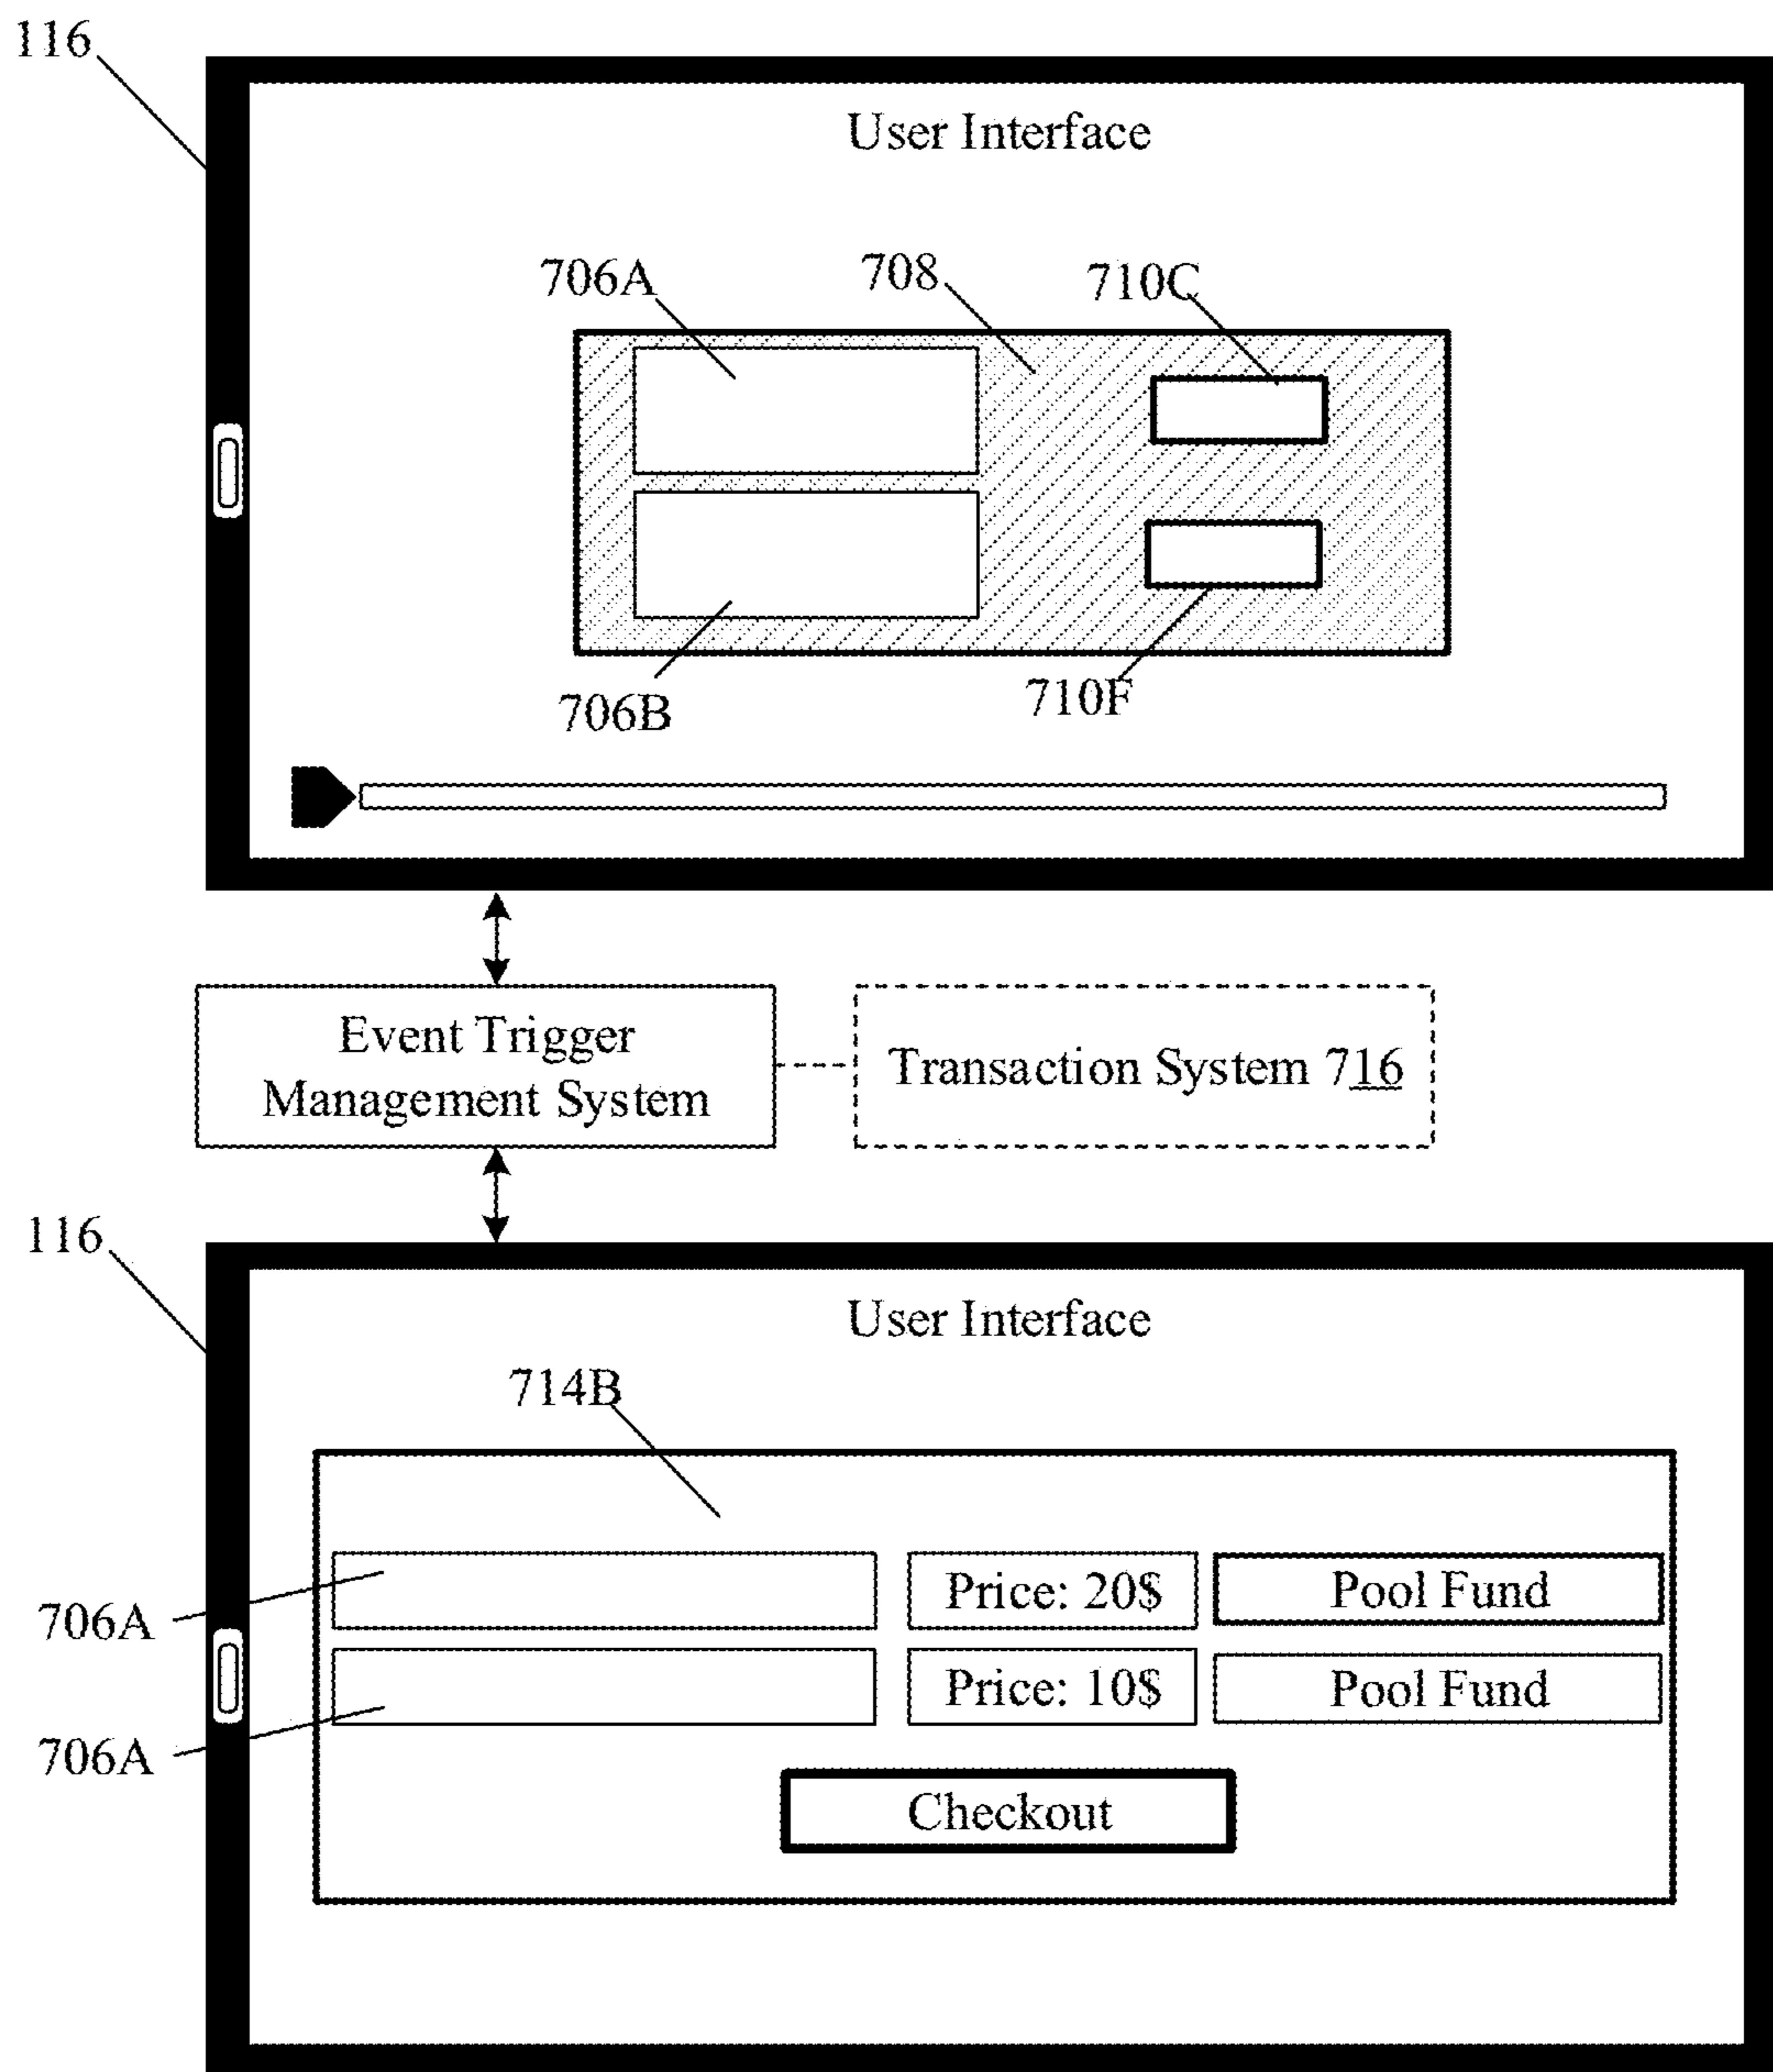 116
User Interface
706A
708
710C
706B
710F
Event Trigger
Management System
Transaction System 716
116
User Interface
714B
706A
Price: 20$
Pool Fund
706A
Price: 10$
Pool Fund
Checkout